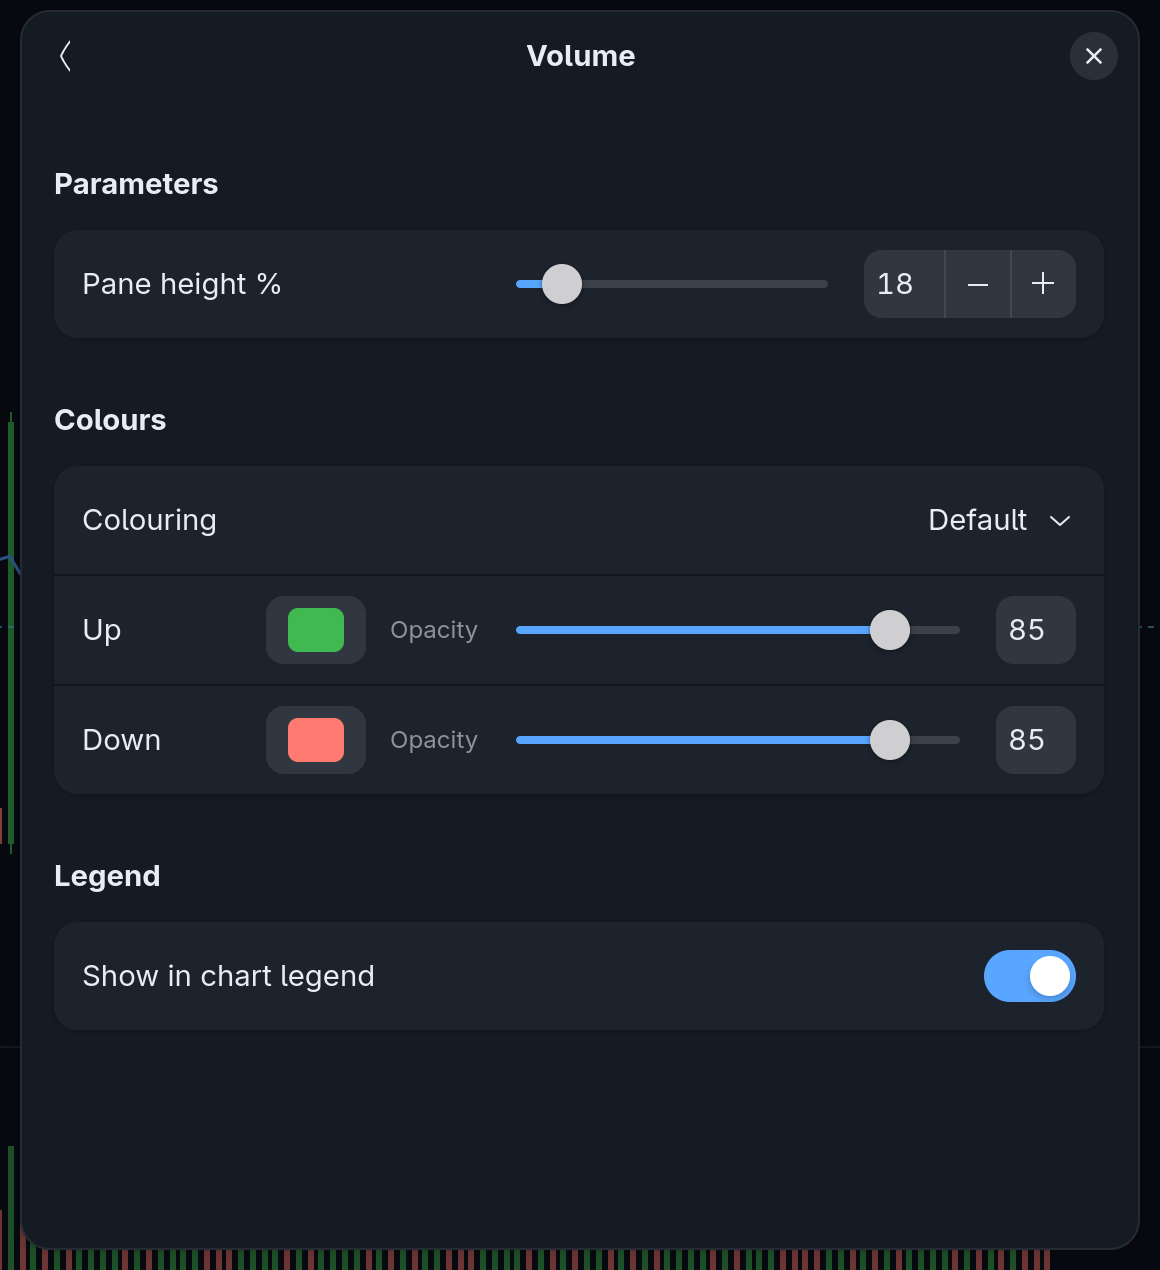 Volume
Parameters
Pane height % 18
Colours
Colouring Default
Up Opacity 85
Down Opacity 85
Legend
Show in chart legend